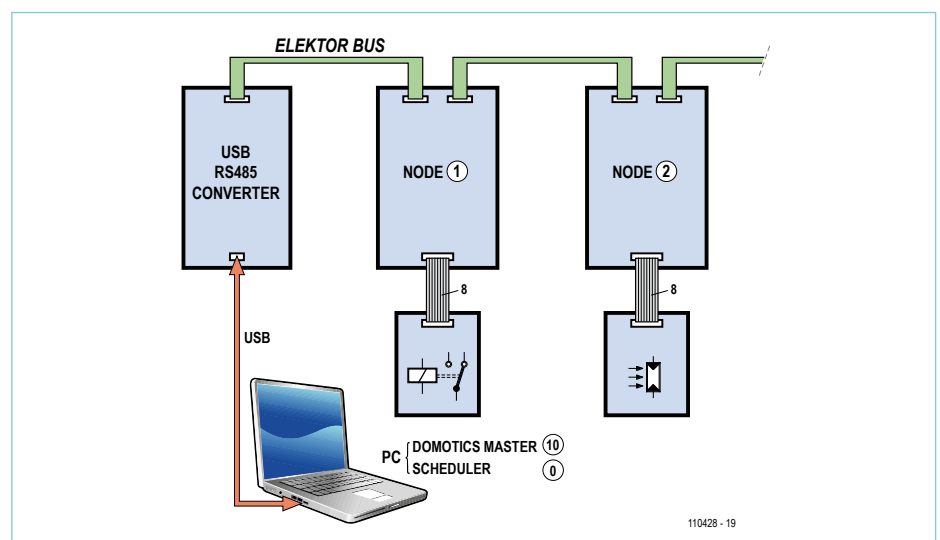 ELEKTOR BUS
USB
RS485
CONVERTER
NODE 1
NODE 2
8
8
USB
PC { DOMOTICS MASTER 10
SCHEDULER 0
110428 - 19